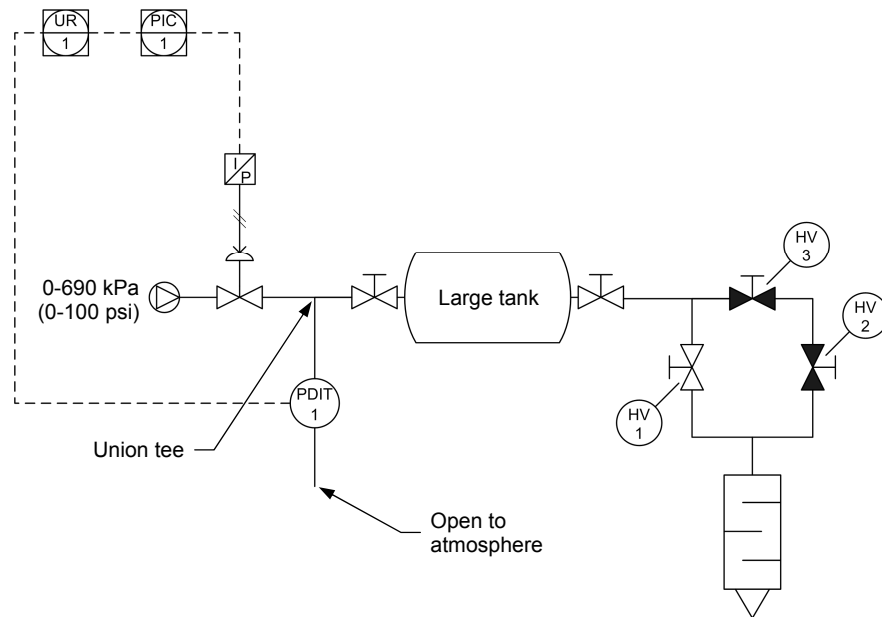 UR
1
PIC
1
I
P
0-690 kPa
(0-100 psi)
Large tank
HV
3
HV
2
HV
1
PDIT
1
Union tee
Open to
atmosphere